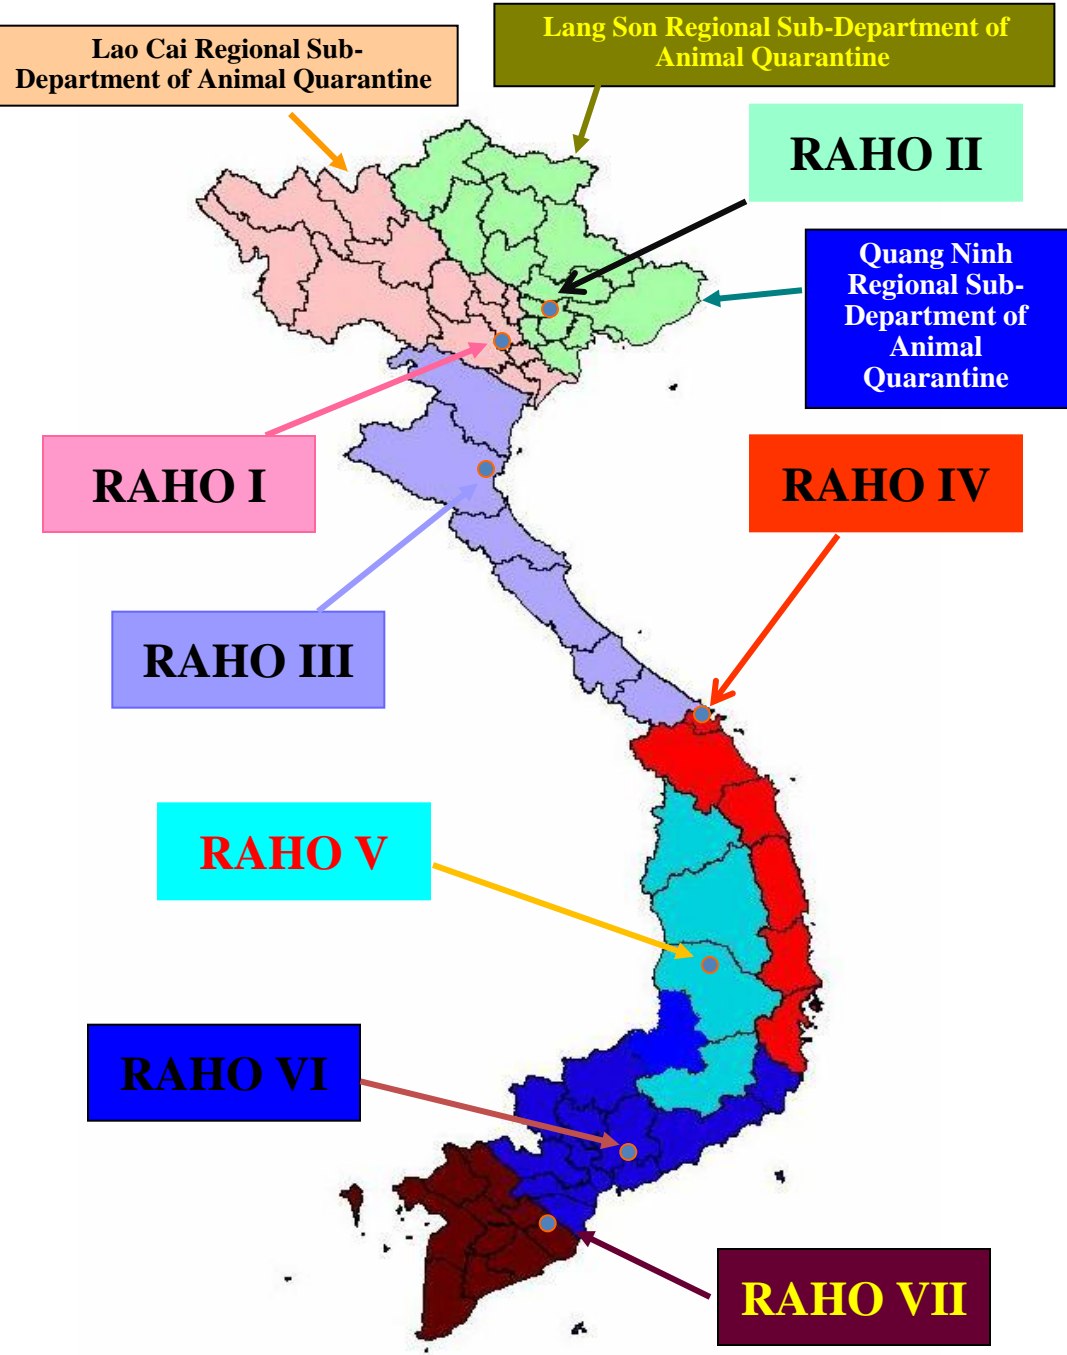 Lao Cai Regional Sub-
Department of Animal Quarantine
Lang Son Regional Sub-Department of
Animal Quarantine
RAHO II
Quang Ninh
Regional Sub-
Department of
Animal
Quarantine
RAHO I
RAHO IV
RAHO III
RAHO V
RAHO VI
RAHO VII